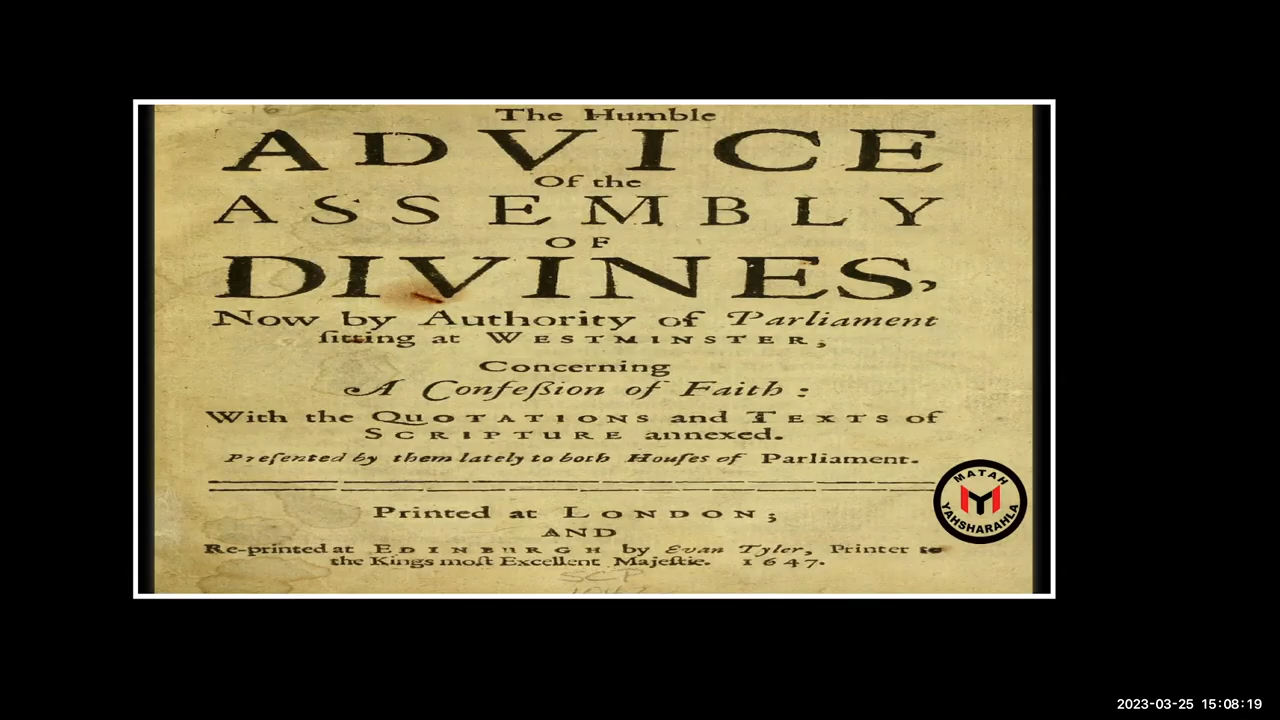 The Humble
ADVICE
Of the
ASSEMBLY
OF
DIVINES,
Now by Authority of Parliament
ſitting at WESTMINSTER;
Concerning
A Confeßion of Faith:
With the QUOTATIONS and TEXTS of
SCRIPTURE annexed.
Preſented by them lately to both Houſes of Parliament.
Printed at LONDON;
AND
Re-printed at EDINBURGH by Evan Tyler, Printer to
the Kings moſt Excellent Majeſtie. 1647.
MATAH
YAHSHARAHLA
2023-03-25 15:08:19